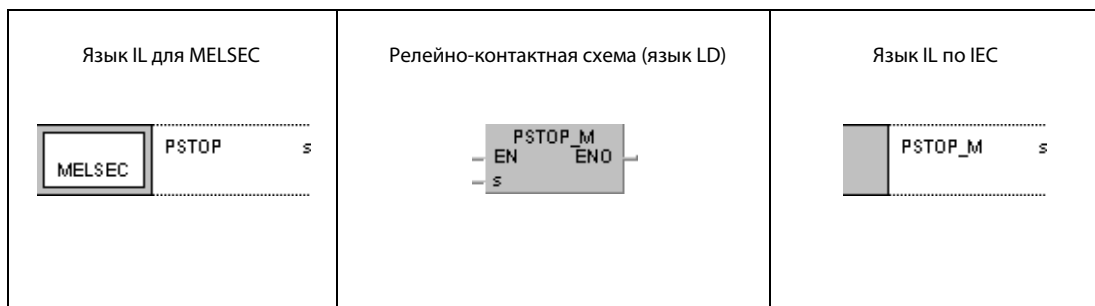 Язык IL для MELSEC
Релейно-контактная схема (язык LD)
Язык IL по IEC
MELSEC
PSTOP s
PSTOP_M
EN ENO
s
PSTOP_M s